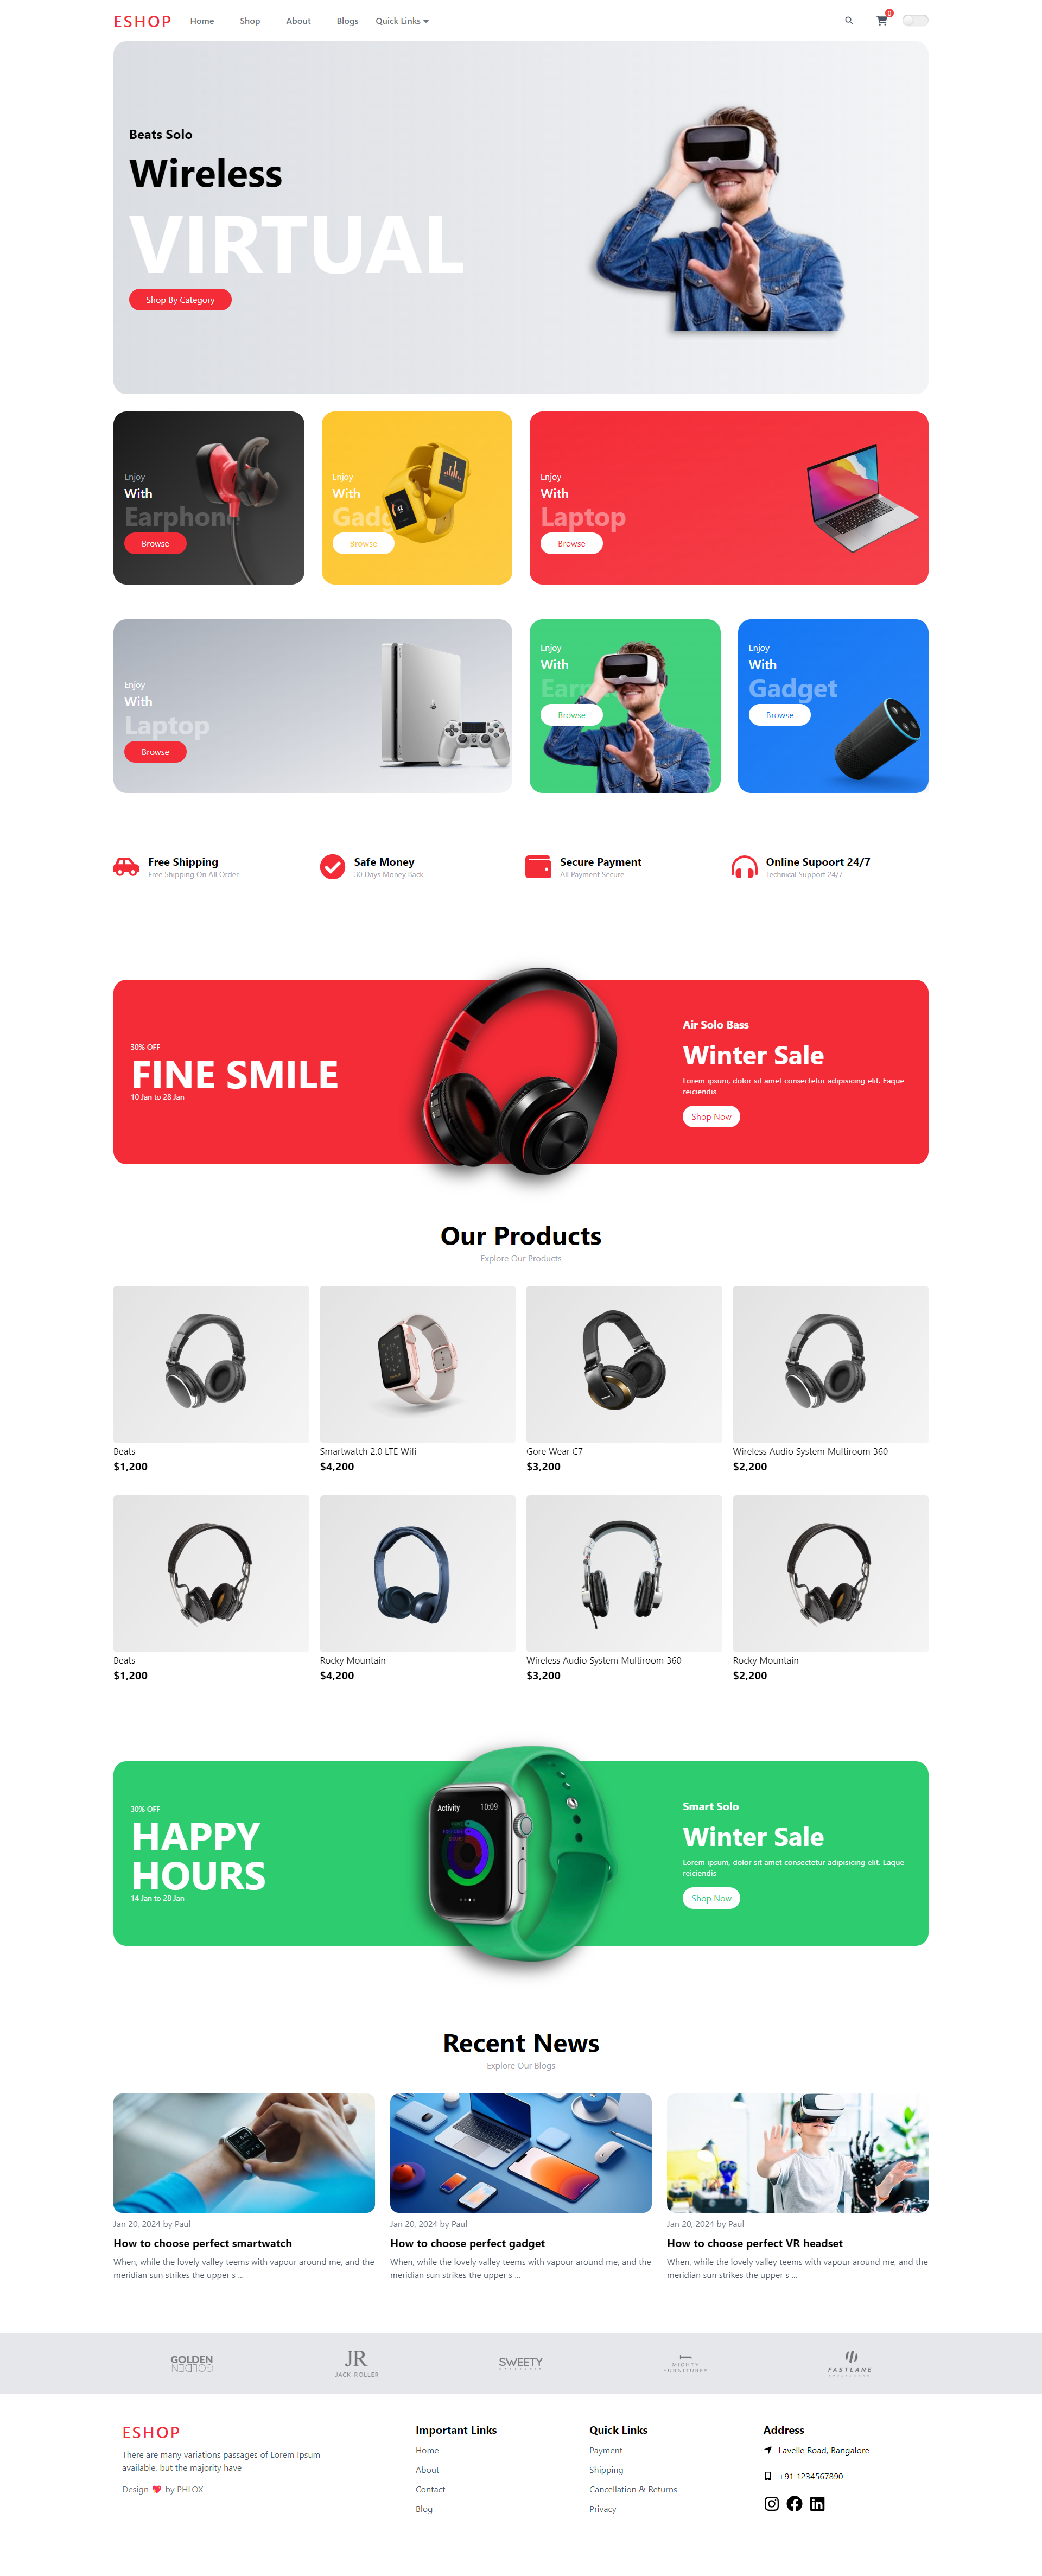 ESHOP Home Shop About Blogs Quick Links 0
Beats Solo
Wireless
VIRTUAL
Shop By Category
Enjoy
With
Earphone
Browse
Enjoy
With
Browse
Enjoy
With
Laptop
Browse
Enjoy
With
Laptop
Browse
Enjoy
With
Browse
Enjoy
With
Gadget
Browse
Free Shipping
Free Shipping On All Order
Safe Money
30 Days Money Back
Secure Payment
All Payment Secure
Online Supoort 24/7
Technical Support 24/7
30% OFF
FINE SMILE
10 Jan to 28 Jan
Air Solo Bass
Winter Sale
Lorem ipsum, dolor sit amet consectetur adipisicing elit. Eaque
reiciendis
Shop Now
Our Products
Explore Our Products
Beats
$1,200
Smartwatch 2.0 LTE Wifi
$4,200
Gore Wear C7
$3,200
Wireless Audio System Multiroom 360
$2,200
Beats
$1,200
Rocky Mountain
$4,200
Wireless Audio System Multiroom 360
$3,200
Rocky Mountain
$2,200
30% OFF
HAPPY
HOURS
14 Jan to 28 Jan
Activity 10:09
Smart Solo
Winter Sale
Lorem ipsum, dolor sit amet consectetur adipisicing elit. Eaque
reiciendis
Shop Now
Recent News
Explore Our Blogs
Jan 20, 2024 by Paul
How to choose perfect smartwatch
When, while the lovely valley teems with vapour around me, and the
meridian sun strikes the upper s ...
Jan 20, 2024 by Paul
How to choose perfect gadget
When, while the lovely valley teems with vapour around me, and the
meridian sun strikes the upper s ...
Jan 20, 2024 by Paul
How to choose perfect VR headset
When, while the lovely valley teems with vapour around me, and the
meridian sun strikes the upper s ...
GOLDEN
GOLDEN
JR
JACK ROLLER
SWEETY
MIGHTY
FURNITURES
FASTLANE
ESHOP
There are many variations passages of Lorem Ipsum
available, but the majority have
Design by PHLOX
Important Links
Home
About
Contact
Blog
Quick Links
Payment
Shipping
Cancellation & Returns
Privacy
Address
Lavelle Road, Bangalore
+91 1234567890